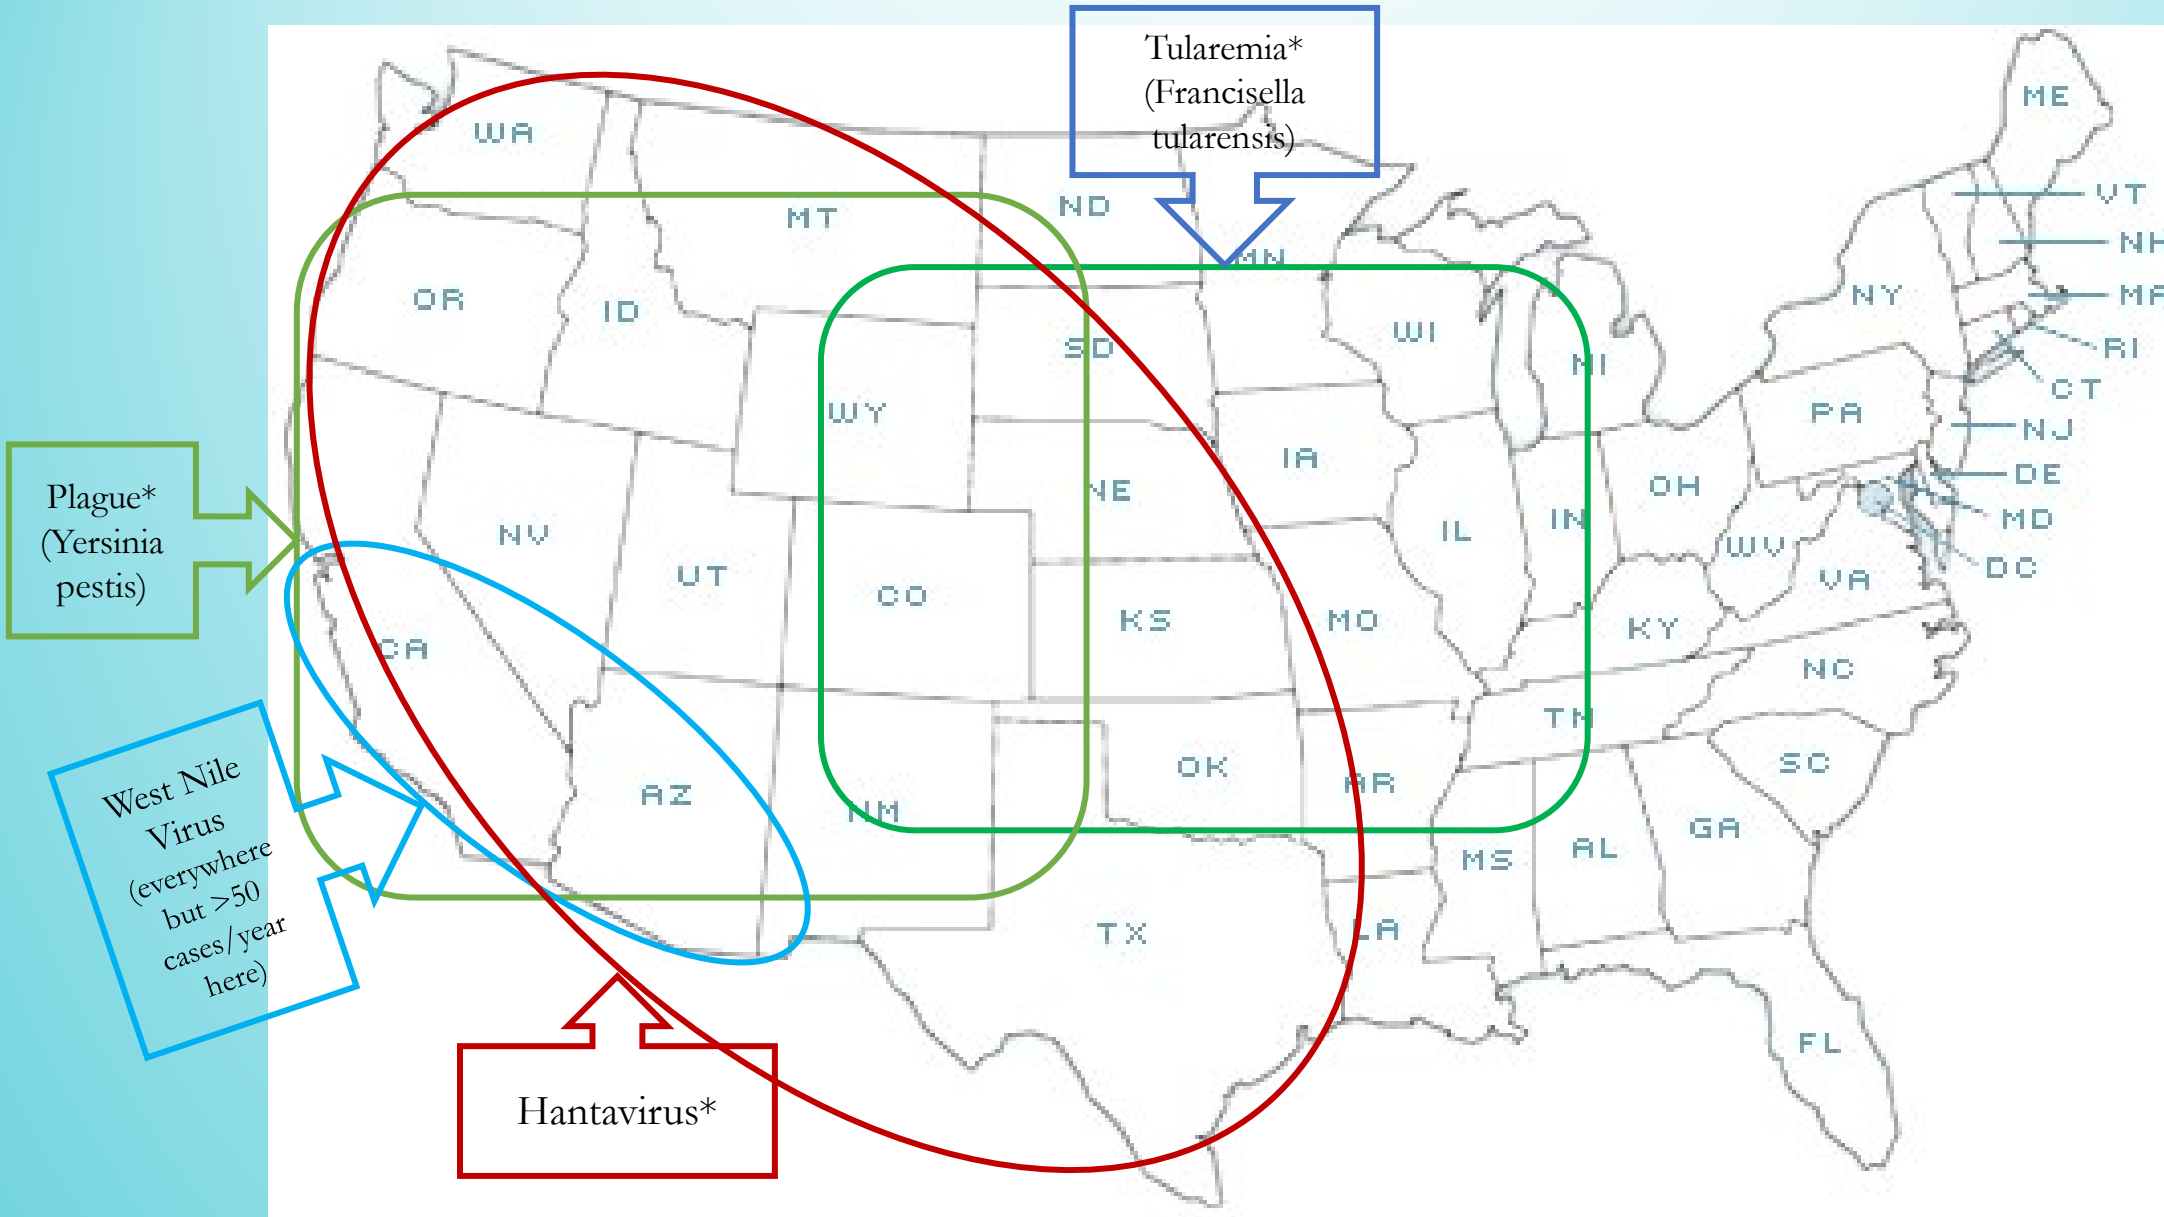 Tularemia*
(Francisella
tularensis)
ME
WA
VT
MT
ND
NH
MN
OR
ID
NY
MA
WI
SD
MI
RI
CT
WY
PA
NJ
IA
DE
Plague*
(Yersinia
pestis)
NE
OH
NV
IL
IN
MD
WV
UT
VA
DC
CO
KS
MO
KY
CA
NC
TN
West Nile
Virus
(everywhere
but >50
cases/year
here)
AZ
NM
OK
AR
SC
GA
AL
MS
TX
LA
FL
Hantavirus*